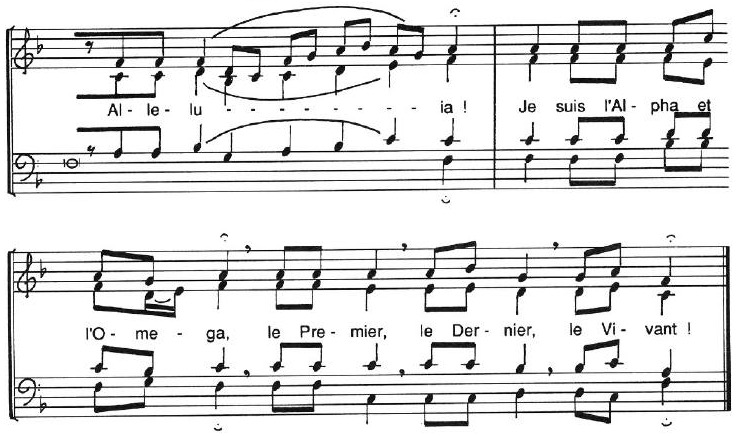 Al - le - lu - - - - - - - - - ia ! Je suis l'Al - pha et
l'O - me - ga, le Pre - mier, le Der - nier, le Vi - vant !